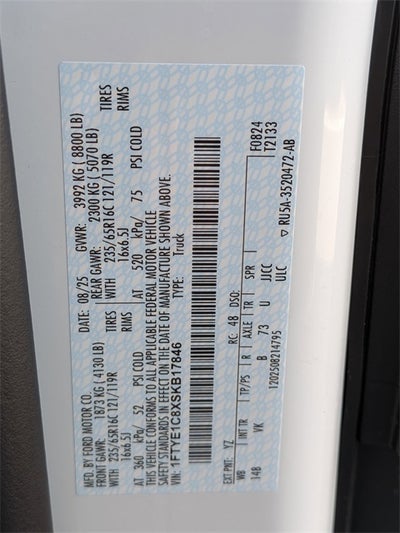 MFD. BY FORD MOTOR CO.
DATE: 08/25 GVWR: 3992 KG ( 8800 LB)
FRONT GAWR: 1873 KG ( 4130 LB) REAR GAWR: 2300 KG ( 5070 LB)
WITH 235/65R16C 121/119R TIRES WITH 235/65R16C 121/119R TIRES
16x6.5J RIMS 16x6.5J RIMS
AT 360 kPa/ 52 PSI COLD AT 520 kPa/ 75 PSI COLD
THIS VEHICLE CONFORMS TO ALL APPLICABLE FEDERAL MOTOR VEHICLE
SAFETY STANDARDS IN EFFECT ON THE DATE OF MANUFACTURE SHOWN ABOVE.
VIN: 1FTYE1C8XSKB17846
TYPE: Truck
F0824
T2133
EXT PNT: YZ RC: 48 DSO:
WB INT TR TP/PS R AXLE TR SPR
148 VK B 73 U JJCC
ULC
1202508214795
▽ RU5A-3520472-AB